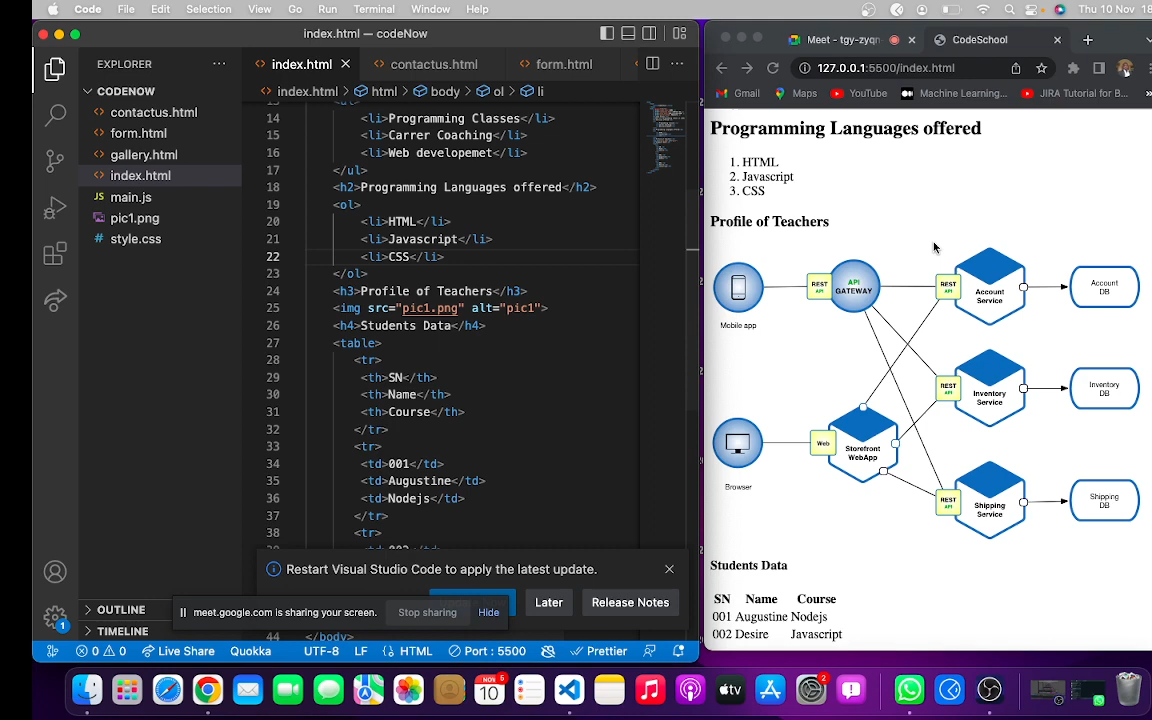 Code File Edit Selection View Go Run Terminal Window Help
Thu 10 Nov 18
index.html — codeNow
EXPLORER
CODENOW
contactus.html
form.html
gallery.html
index.html
JS main.js
pic1.png
# style.css
OUTLINE
TIMELINE
index.html contactus.html form.html
index.html > html > body > ol > li
14 <li>Programming Classes</li>
15 <li>Carrer Coaching</li>
16 <li>Web developemet</li>
17 </ul>
18 <h2>Programming Languages offered</h2>
19 <ol>
20 <li>HTML</li>
21 <li>Javascript</li>
22 <li>CSS</li>
23 </ol>
24 <h3>Profile of Teachers</h3>
25 <img src="pic1.png" alt="pic1">
26 <h4>Students Data</h4>
27 <table>
28 <tr>
29 <th>SN</th>
30 <th>Name</th>
31 <th>Course</th>
32 </tr>
33 <tr>
34 <td>001</td>
35 <td>Augustine</td>
36 <td>Nodejs</td>
37 </tr>
38 <tr>
44 </body>
Restart Visual Studio Code to apply the latest update.
Later Release Notes
meet.google.com is sharing your screen. Stop sharing Hide
1
0 0 Live Share Quokka UTF-8 LF HTML Port : 5500 Prettier
Meet - tgy-zyqn CodeSchool
127.0.0.1:5500/index.html
Gmail Maps YouTube Machine Learning... JIRA Tutorial for B... »
Programming Languages offered
1. HTML
2. Javascript
3. CSS
Profile of Teachers
Mobile app
REST
API
API
GATEWAY
REST
API
Account
Service
Account
DB
REST
API
Inventory
Service
Inventory
DB
Browser
Web
Storefront
WebApp
REST
API
Shipping
Service
Shipping
DB
Students Data
SN Name Course
001 Augustine Nodejs
002 Desire Javascript
NOV 6
10
tv
2